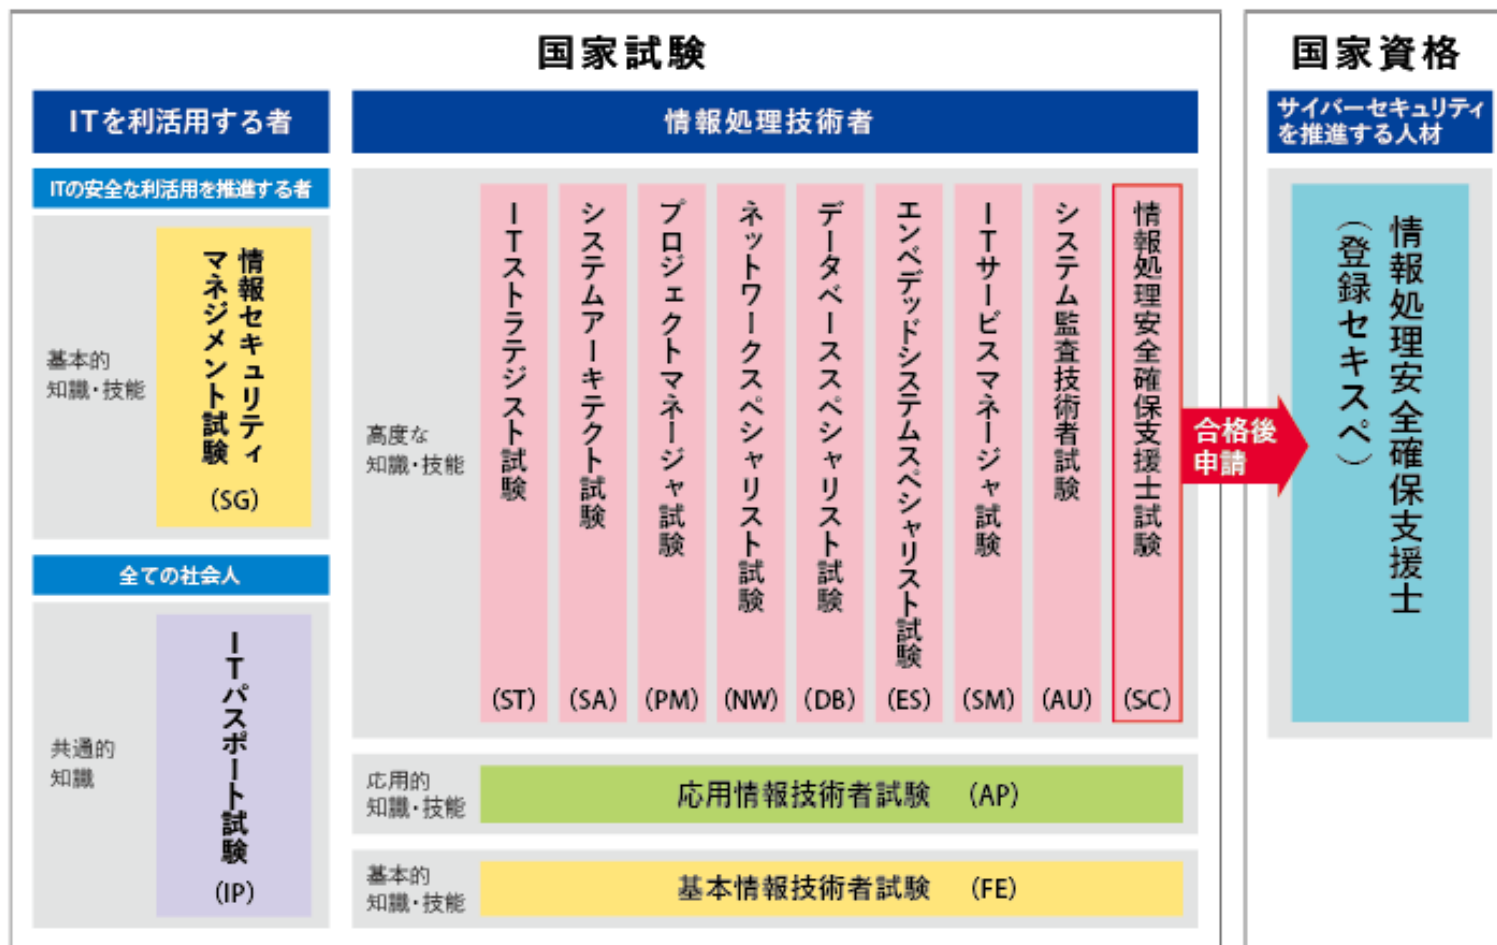 国家試験
国家資格
ITを利活用する者
情報処理技術者
サイバーセキュリティ
を推進する人材
ITの安全な利活用を推進する者
基本的
知識・技能
情報セキュリティ
マネジメント試験
(SG)
全ての社会人
共通的
知識
ITパスポート試験
(IP)
高度な
知識・技能
ITストラテジスト試験
(ST)
システムアーキテクト試験
(SA)
プロジェクトマネージャ試験
(PM)
ネットワークスペシャリスト試験
(NW)
データベーススペシャリスト試験
(DB)
エンベデッドシステムスペシャリスト試験
(ES)
ITサービスマネージャ試験
(SM)
システム監査技術者試験
(AU)
情報処理安全確保支援士試験
(SC)
合格後
申請
情報処理安全確保支援士
(登録セキスペ)
応用的
知識・技能
応用情報技術者試験 (AP)
基本的
知識・技能
基本情報技術者試験 (FE)